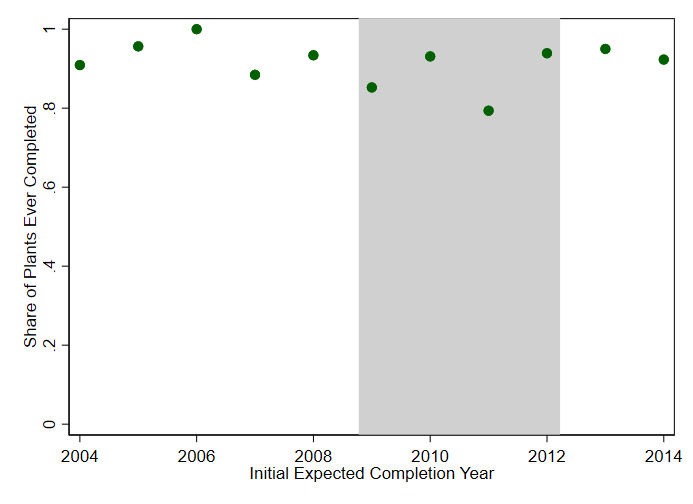 Share of Plants Ever Completed
1
.8
.6
.4
.2
0
2004 2006 2008 2010 2012 2014
Initial Expected Completion Year